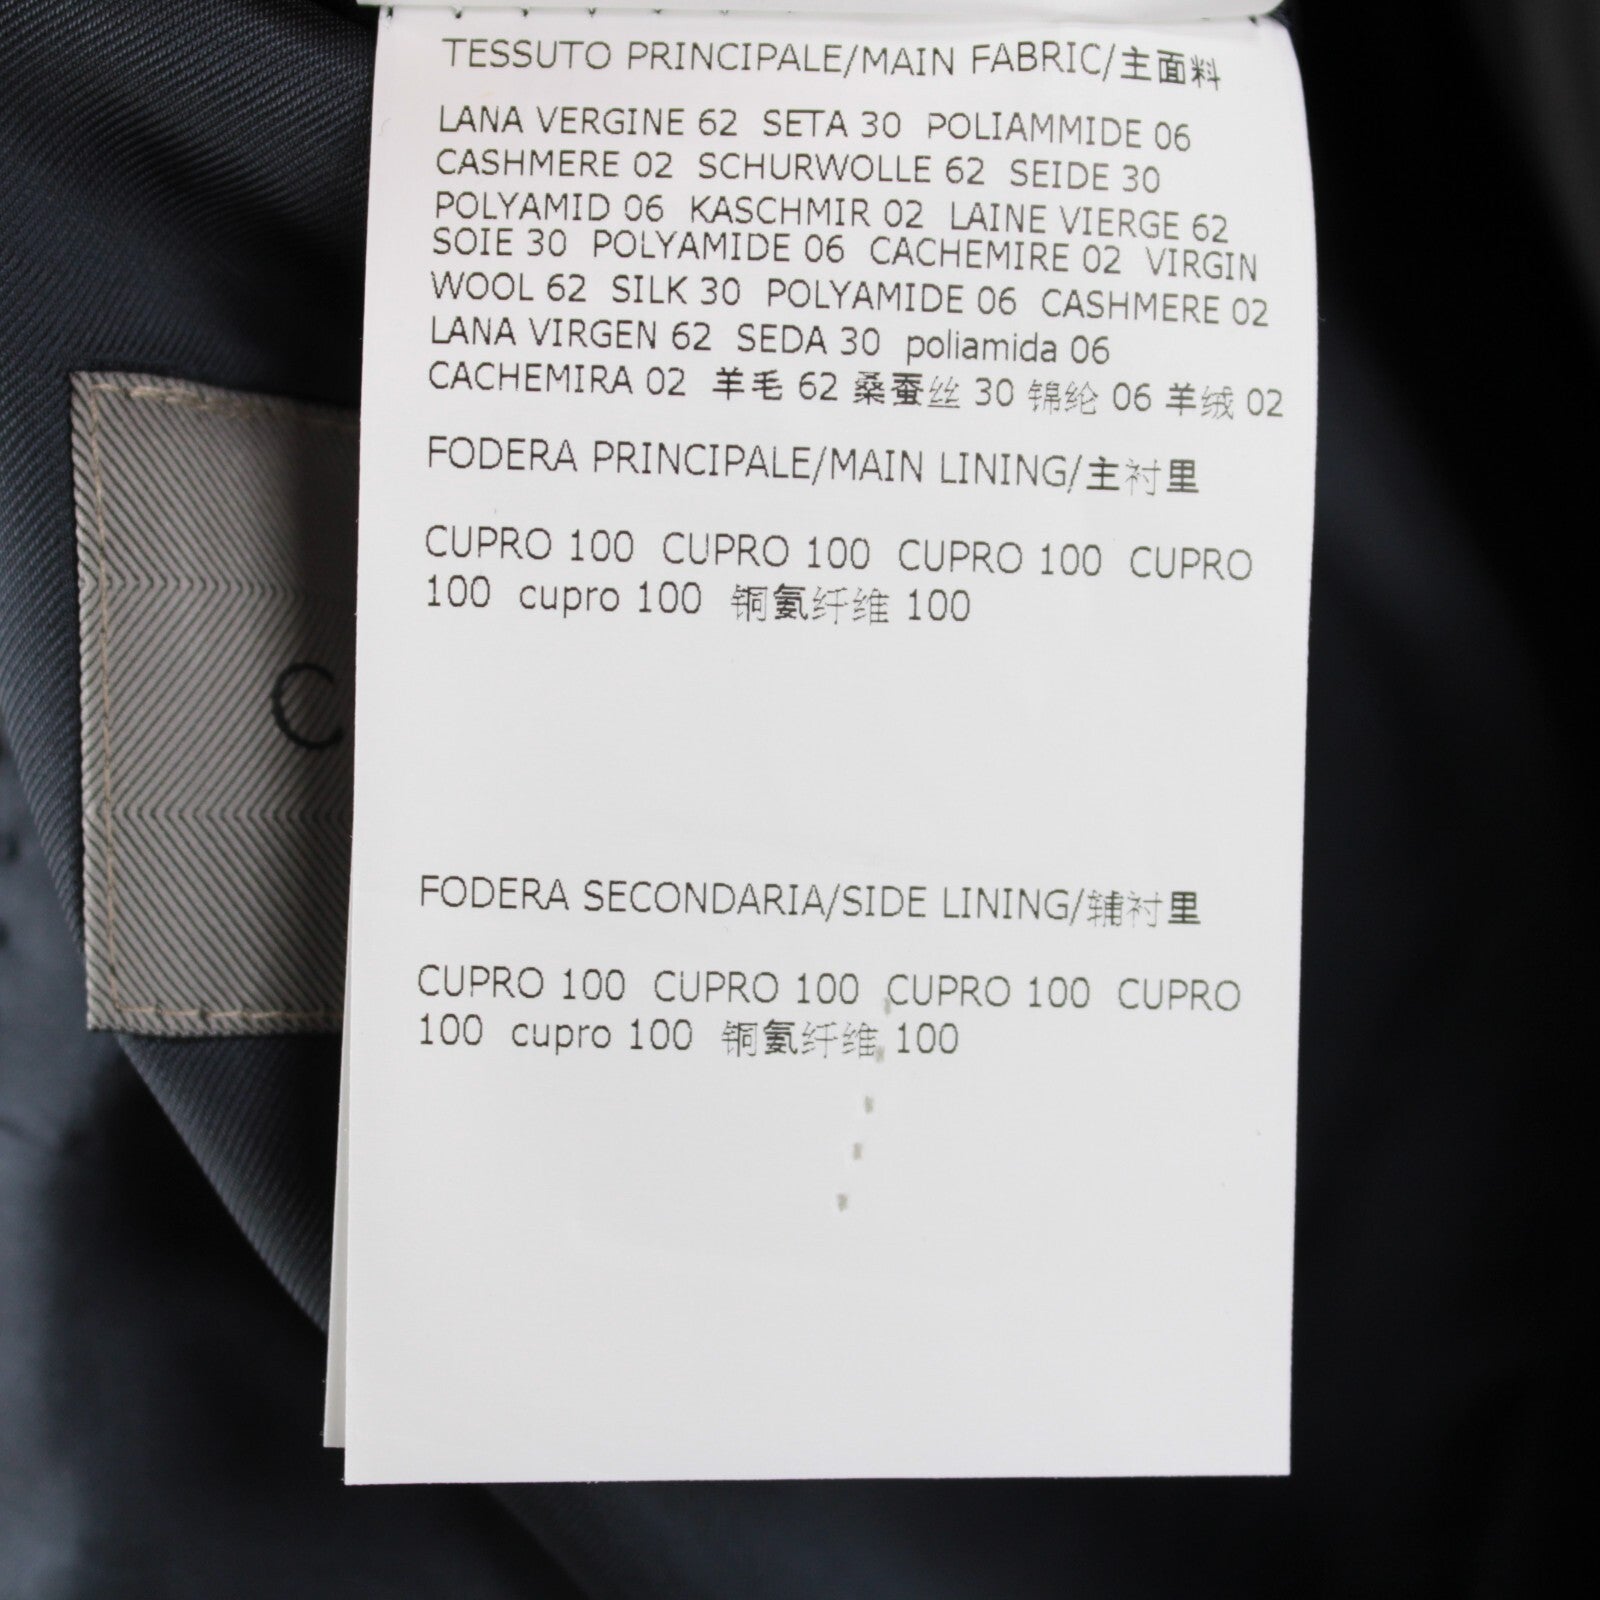 TESSUTO PRINCIPALE/MAIN FABRIC/主面料
LANA VERGINE 62 SETA 30 POLIAMMIDE 06
CASHMERE 02 SCHURWOLLE 62 SEIDE 30
POLYAMID 06 KASCHMIR 02 LAINE VIERGE 62
SOIE 30 POLYAMIDE 06 CACHEMIRE 02 VIRGIN
WOOL 62 SILK 30 POLYAMIDE 06 CASHMERE 02
LANA VIRGEN 62 SEDA 30 poliamida 06
CACHEMIRA 02 羊毛 62 桑蚕丝 30 锦纶 06 羊绒 02
FODERA PRINCIPALE/MAIN LINING/主衬里
CUPRO 100 CUPRO 100 CUPRO 100 CUPRO
100 cupro 100 铜氨纤维 100
FODERA SECONDARIA/SIDE LINING/辅衬里
CUPRO 100 CUPRO 100 CUPRO 100 CUPRO
100 cupro 100 铜氨纤维 100
C